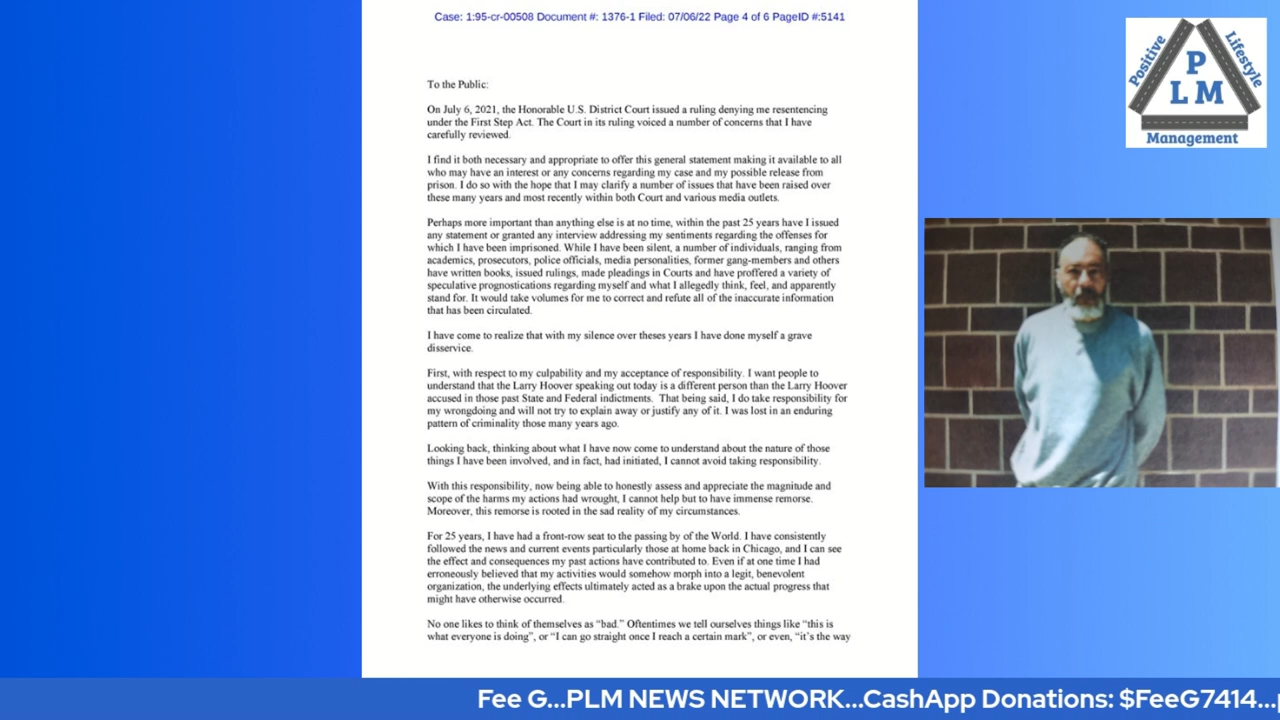 Case: 1:95-cr-00508 Document #: 1376-1 Filed: 07/06/22 Page 4 of 6 PageID #:5141
To the Public:
On July 6, 2021, the Honorable U.S. District Court issued a ruling denying me resentencing
under the First Step Act. The Court in its ruling voiced a number of concerns that I have
carefully reviewed.
I find it both necessary and appropriate to offer this general statement making it available to all
who may have an interest or any concerns regarding my case and my possible release from
prison. I do so with the hope that I may clarify a number of issues that have been raised over
these many years and most recently within both Court and various media outlets.
Perhaps more important than anything else is at no time, within the past 25 years have I issued
any statement or granted any interview addressing my sentiments regarding the offenses for
which I have been imprisoned. While I have been silent, a number of individuals, ranging from
academics, prosecutors, police officials, media personalities, former gang-members and others
have written books, issued rulings, made pleadings in Courts and have proffered a variety of
speculative prognostications regarding myself and what I allegedly think, feel, and apparently
stand for. It would take volumes for me to correct and refute all of the inaccurate information
that has been circulated.
I have come to realize that with my silence over theses years I have done myself a grave
disservice.
First, with respect to my culpability and my acceptance of responsibility. I want people to
understand that the Larry Hoover speaking out today is a different person than the Larry Hoover
accused in those past State and Federal indictments. That being said, I do take responsibility for
my wrongdoing and will not try to explain away or justify any of it. I was lost in an enduring
pattern of criminality those many years ago.
Looking back, thinking about what I have now come to understand about the nature of those
things I have been involved, and in fact, had initiated, I cannot avoid taking responsibility.
With this responsibility, now being able to honestly assess and appreciate the magnitude and
scope of the harms my actions had wrought, I cannot help but to have immense remorse.
Moreover, this remorse is rooted in the sad reality of my circumstances.
For 25 years, I have had a front-row seat to the passing by of the World. I have consistently
followed the news and current events particularly those at home back in Chicago, and I can see
the effect and consequences my past actions have contributed to. Even if at one time I had
erroneously believed that my activities would somehow morph into a legit, benevolent
organization, the underlying effects ultimately acted as a brake upon the actual progress that
might have otherwise occurred.
No one likes to think of themselves as “bad.” Oftentimes we tell ourselves things like “this is
what everyone is doing”, or “I can go straight once I reach a certain mark”, or even, “it’s the way
Positive
Lifestyle
P
L M
Management
Fee G...PLM NEWS NETWORK...CashApp Donations: $FeeG7414...